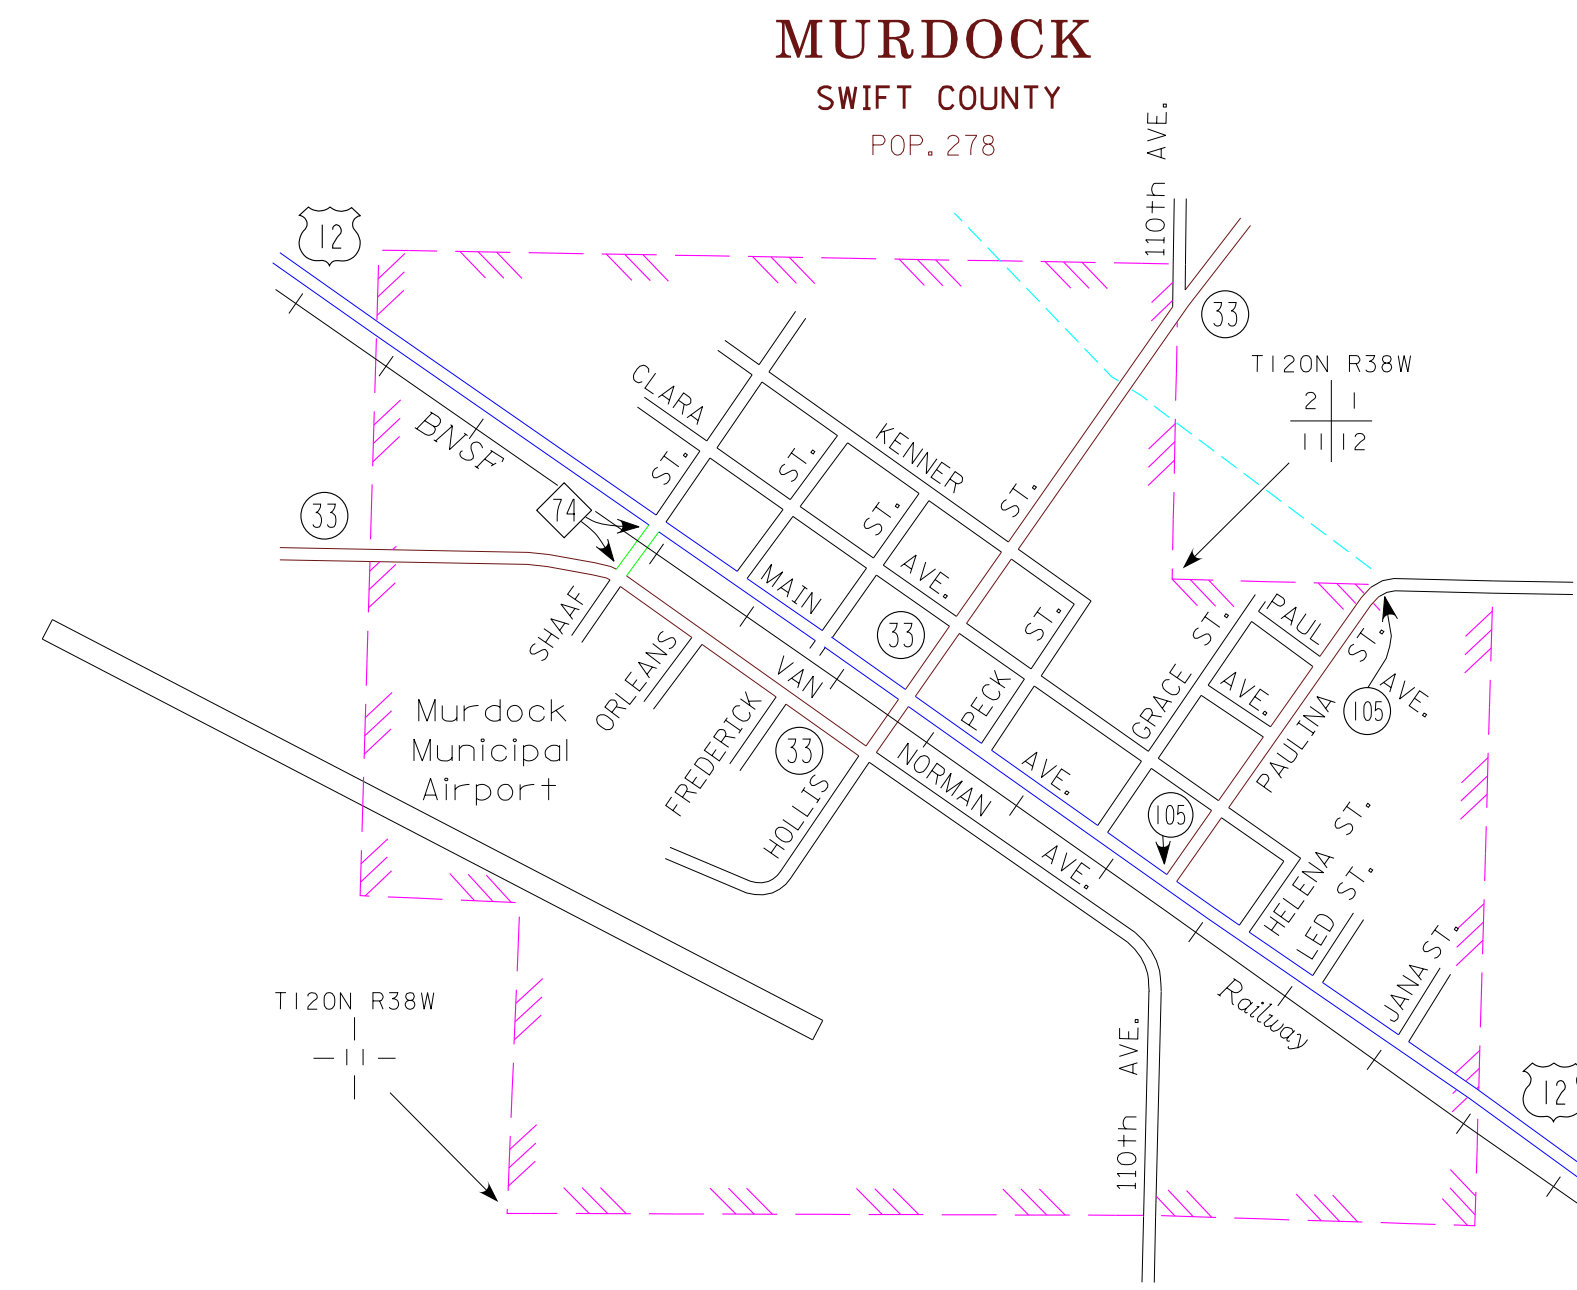 MURDOCK
SWIFT COUNTY
POP. 278
110th AVE.
12
33
T120N R38W
2 1
11 12
CLARA ST.
KENNER AVE.
BNSF
74
33
ST.
ST.
ST.
ST.
MAIN AVE.
33
SHAAF
ORLEANS
VAN NORMAN AVE.
FREDERICK
33
HOLLIS
PECK
GRACE ST.
PAUL AVE.
AVE.
PAULINA ST.
105
105
HELENA ST.
LED ST.
JANA ST.
Murdock
Municipal
Airport
T120N R38W
11
Railway
110th AVE.
12